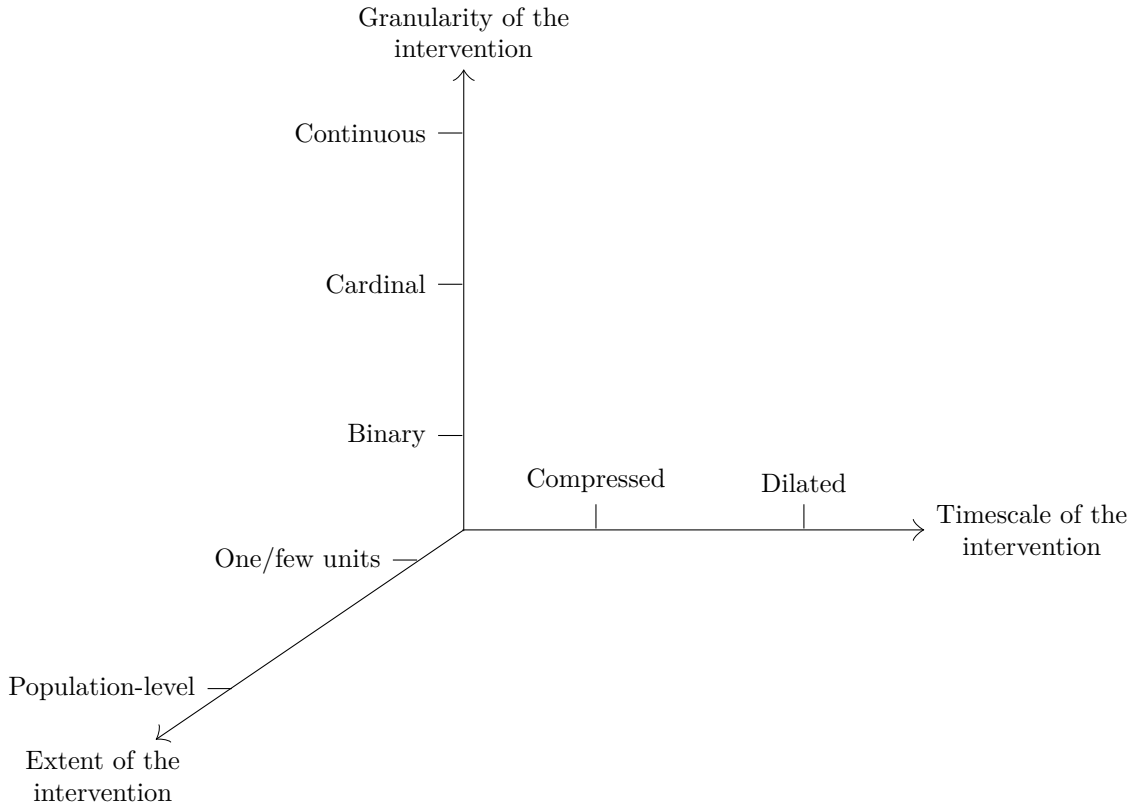 Granularity of the
intervention
Continuous
Cardinal
Binary
Compressed
Dilated
Timescale of the
intervention
One/few units
Population-level
Extent of the
intervention